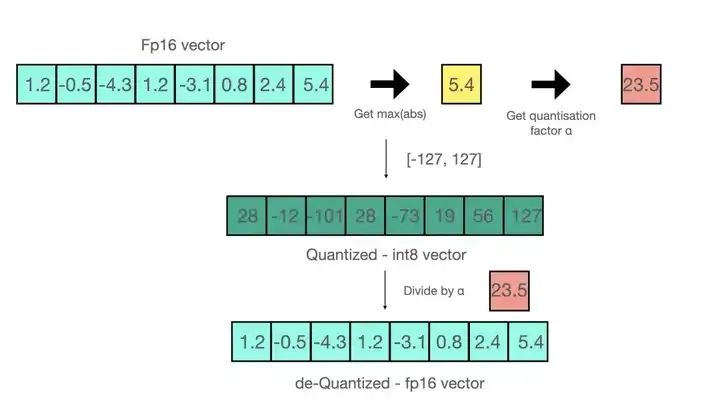 Fp16 vector
1.2 -0.5 -4.3 1.2 -3.1 0.8 2.4 5.4
5.4
23.5
Get max(abs)
Get quantisation
factor α
[-127, 127]
28 -12 -101 28 -73 19 56 127
Quantized - int8 vector
Divide by α
23.5
1.2 -0.5 -4.3 1.2 -3.1 0.8 2.4 5.4
de-Quantized - fp16 vector